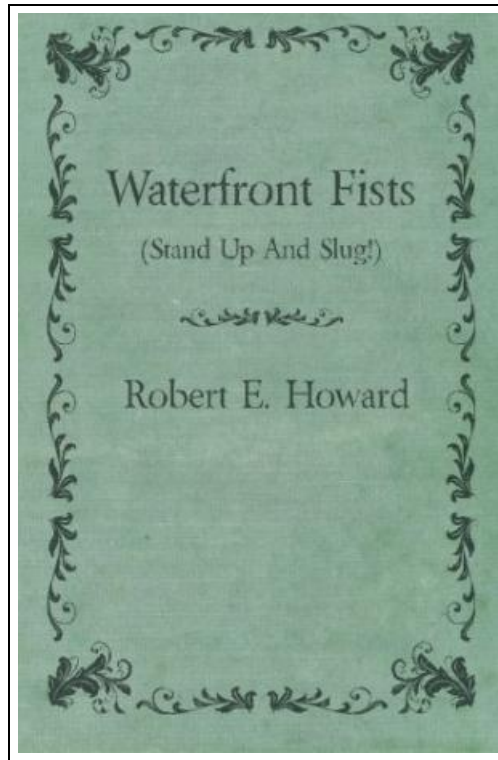 Waterfront Fists
(Stand Up And Slug!)
Robert E. Howard